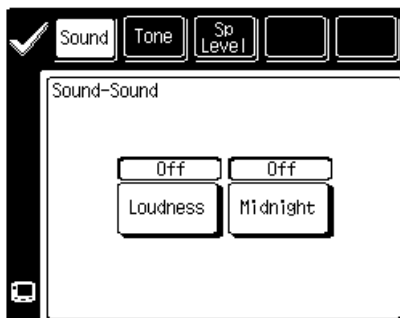 Sound
Tone
Sp
Level
Sound-Sound
Off
Off
Loudness
Midnight